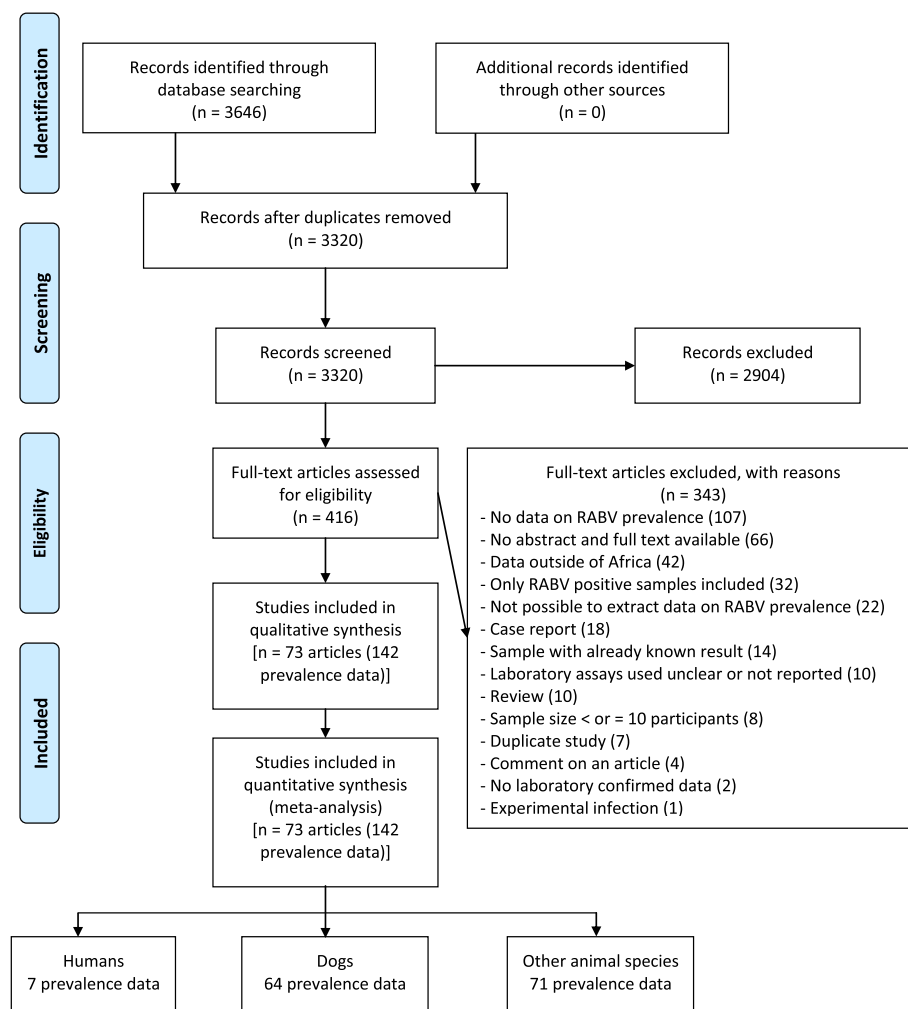 Identification
Records identified through
database searching
(n = 3646)
Additional records identified
through other sources
(n = 0)
Records after duplicates removed
(n = 3320)
Screening
Records screened
(n = 3320)
Records excluded
(n = 2904)
Eligibility
Full-text articles assessed
for eligibility
(n = 416)
Full-text articles excluded, with reasons
(n = 343)
- No data on RABV prevalence (107)
- No abstract and full text available (66)
- Data outside of Africa (42)
- Only RABV positive samples included (32)
- Not possible to extract data on RABV prevalence (22)
- Case report (18)
- Sample with already known result (14)
- Laboratory assays used unclear or not reported (10)
- Review (10)
- Sample size < or = 10 participants (8)
- Duplicate study (7)
- Comment on an article (4)
- No laboratory confirmed data (2)
- Experimental infection (1)
Studies included in
qualitative synthesis
[n = 73 articles (142
prevalence data)]
Included
Studies included in
quantitative synthesis
(meta-analysis)
[n = 73 articles (142
prevalence data)]
Humans
7 prevalence data
Dogs
64 prevalence data
Other animal species
71 prevalence data